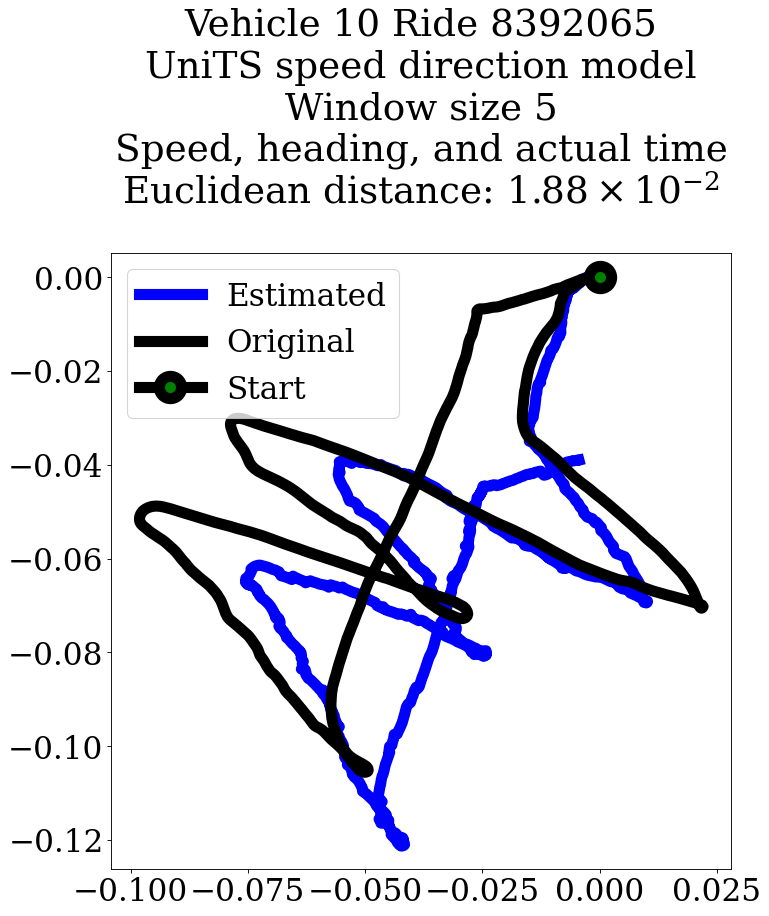 Vehicle 10 Ride 8392065
UniTS speed direction model
Window size 5
Speed, heading, and actual time
Euclidean distance: 1.88 × 10⁻²
Estimated
Original
Start
0.00
−0.02
−0.04
−0.06
−0.08
−0.10
−0.12
−0.100 −0.075 −0.050 −0.025 0.000 0.025